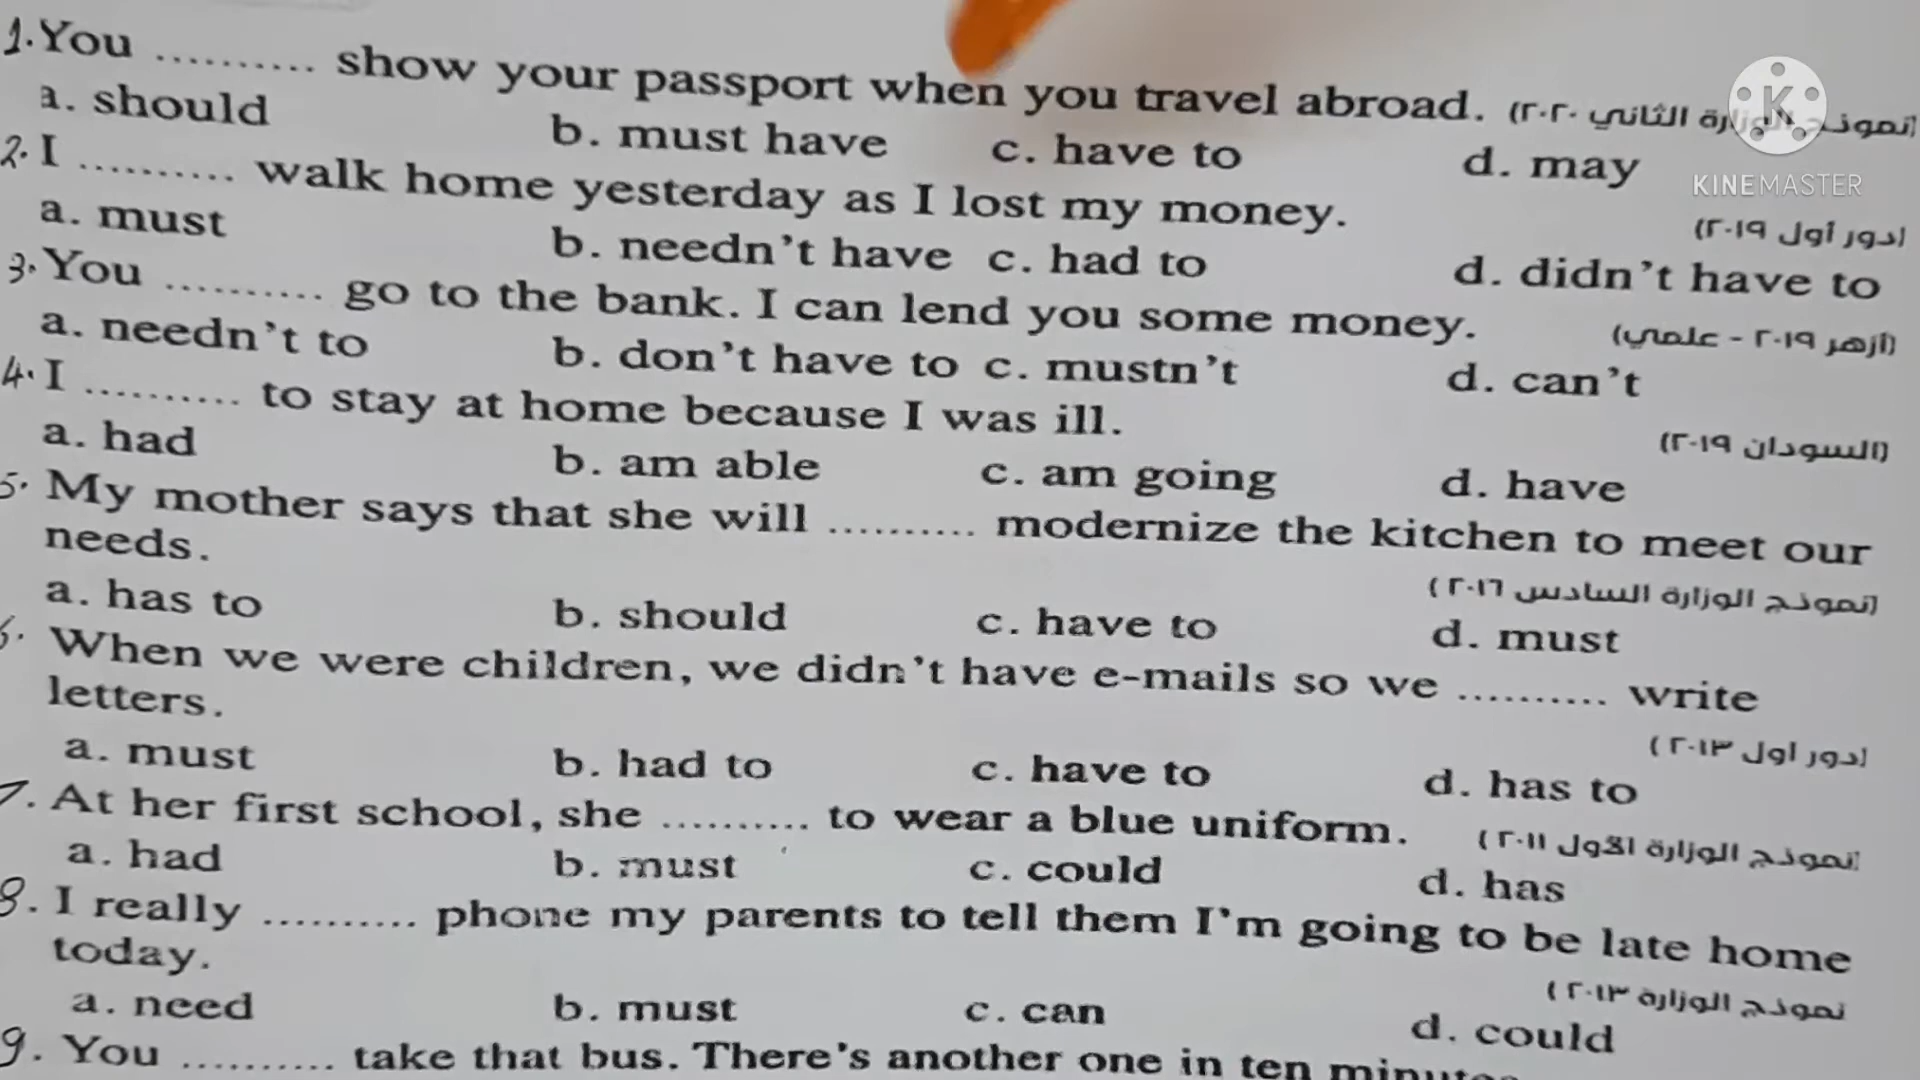 1. You .......... show your passport when you travel abroad. (نموذج الوزارة الثاني ٢٠٢٠)
a. should b. must have c. have to d. may
KINEMASTER
2. I .......... walk home yesterday as I lost my money. (دور أول ٢٠١٩)
a. must b. needn't have c. had to d. didn't have to
3. You .......... go to the bank. I can lend you some money. (أزهر ٢٠١٩ - علمي)
a. needn't to b. don't have to c. mustn't d. can't
4. I .......... to stay at home because I was ill. (السودان ٢٠١٩)
a. had b. am able c. am going d. have
5. My mother says that she will .......... modernize the kitchen to meet our
needs. (نموذج الوزارة السادس ٢٠١٦)
a. has to b. should c. have to d. must
6. When we were children, we didn't have e-mails so we .......... write
letters. (دور اول ٢٠١٣)
a. must b. had to c. have to d. has to
7. At her first school, she .......... to wear a blue uniform. (نموذج الوزارة الأول ٢٠١١)
a. had b. must c. could d. has
8. I really .......... phone my parents to tell them I'm going to be late home
today. (نموذج الوزارة ٢٠١٣)
a. need b. must c. can d. could
9. You .......... take that bus. There's another one in ten